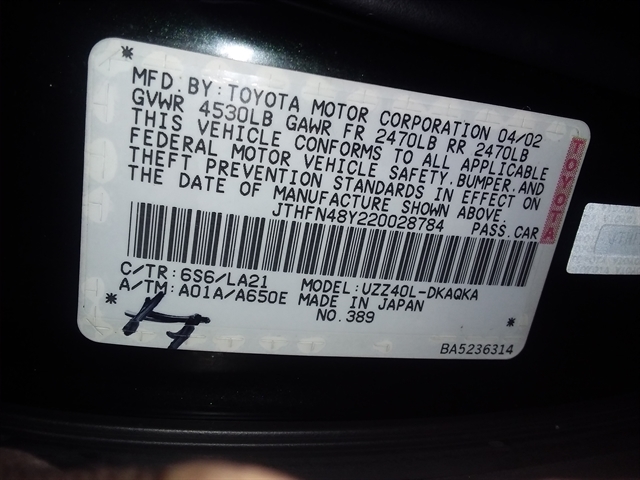 * MFD.BY:TOYOTA MOTOR CORPORATION 04/02
GVWR 4530LB GAWR FR 2470LB RR 2470LB
THIS VEHICLE CONFORMS TO ALL APPLICABLE
FEDERAL MOTOR VEHICLE SAFETY,BUMPER,AND
THEFT PREVENTION STANDARDS IN EFFECT ON
THE DATE OF MANUFACTURE SHOWN ABOVE.
JTHFN48Y220028784 PASS.CAR
TOYOTA
C/TR:6S6/LA21 MODEL:UZZ40L-DKAQKA
* A/TM:A01A/A650E MADE IN JAPAN
NO.389 *
BA5236314